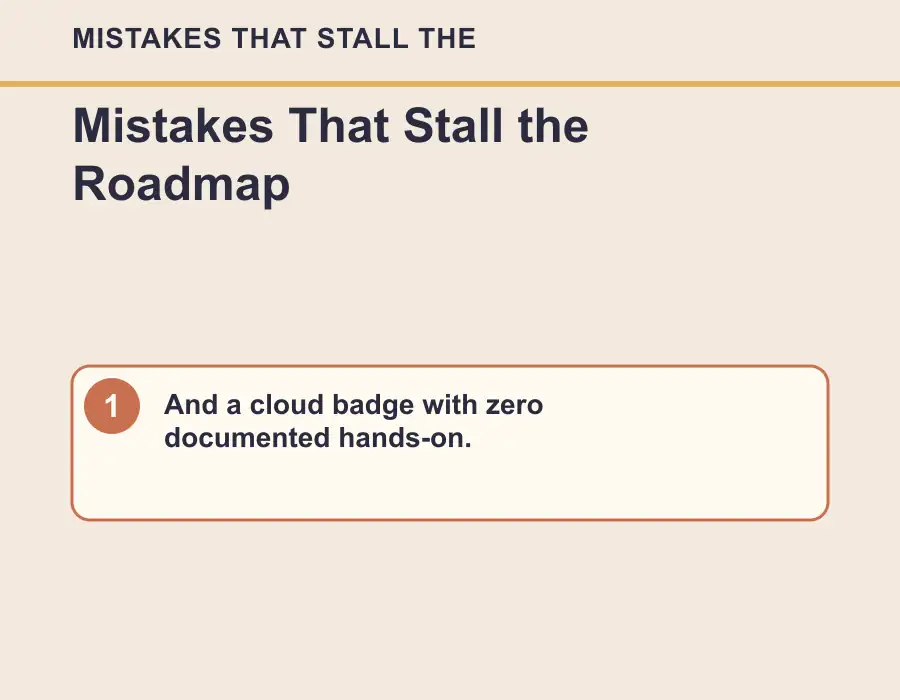 MISTAKES THAT STALL THE
Mistakes That Stall the
Roadmap
1
And a cloud badge with zero
documented hands-on.